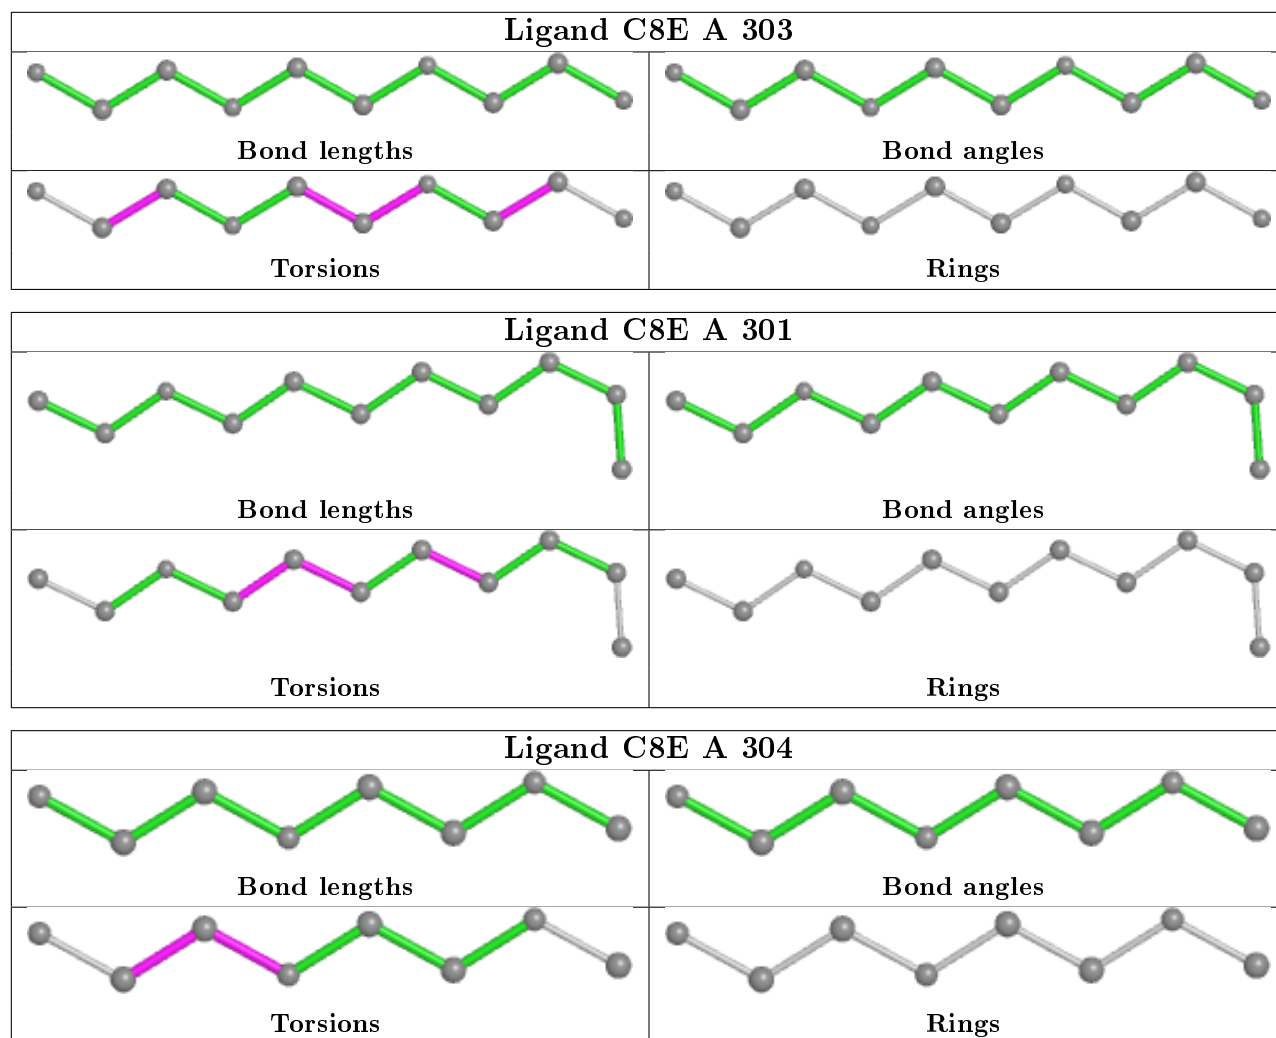 Ligand C8E A 303
Bond lengths
Bond angles
Torsions
Rings
Ligand C8E A 301
Bond lengths
Bond angles
Torsions
Rings
Ligand C8E A 304
Bond lengths
Bond angles
Torsions
Rings